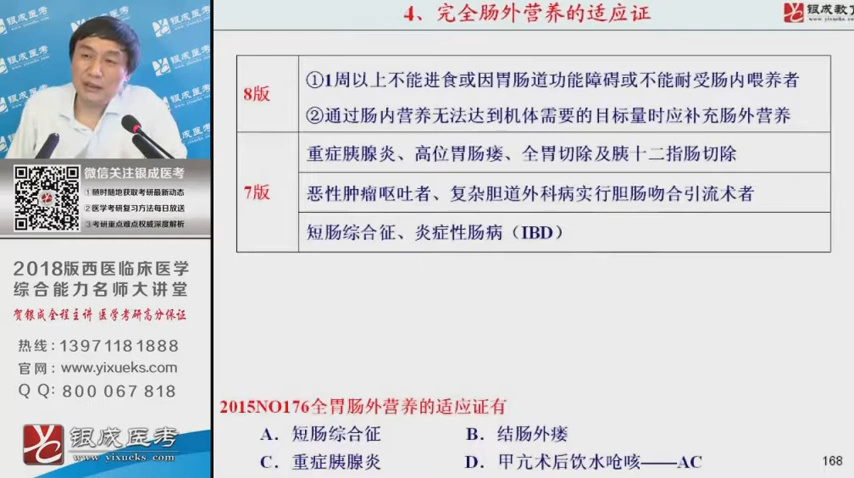 4、完全肠外营养的适应证
银成教育
www.yixueks.com
8版
①1周以上不能进食或因胃肠道功能障碍或不能耐受肠内喂养者
②通过肠内营养无法达到机体需要的目标量时应补充肠外营养
7版
重症胰腺炎、高位胃肠瘘、全胃切除及胰十二指肠切除
恶性肿瘤呕吐者、复杂胆道外科病实行胆肠吻合引流术者
短肠综合征、炎症性肠病（IBD）
微信关注银成医考
1 随时随地获取考研最新动态
2 医学考研复习方法每日放送
3 考研重点难点权威深度解析
2018版西医临床医学
综合能力名师大讲堂
贺银成全程主讲 医学考研高分保证
热线：13971181888
官网：www.yixueks.com
Q Q: 800 067 818
银成医考
www.yixueks.com
2015NO176全胃肠外营养的适应证有
A．短肠综合征
B．结肠外瘘
C．重症胰腺炎
D．甲亢术后饮水呛咳——AC
168